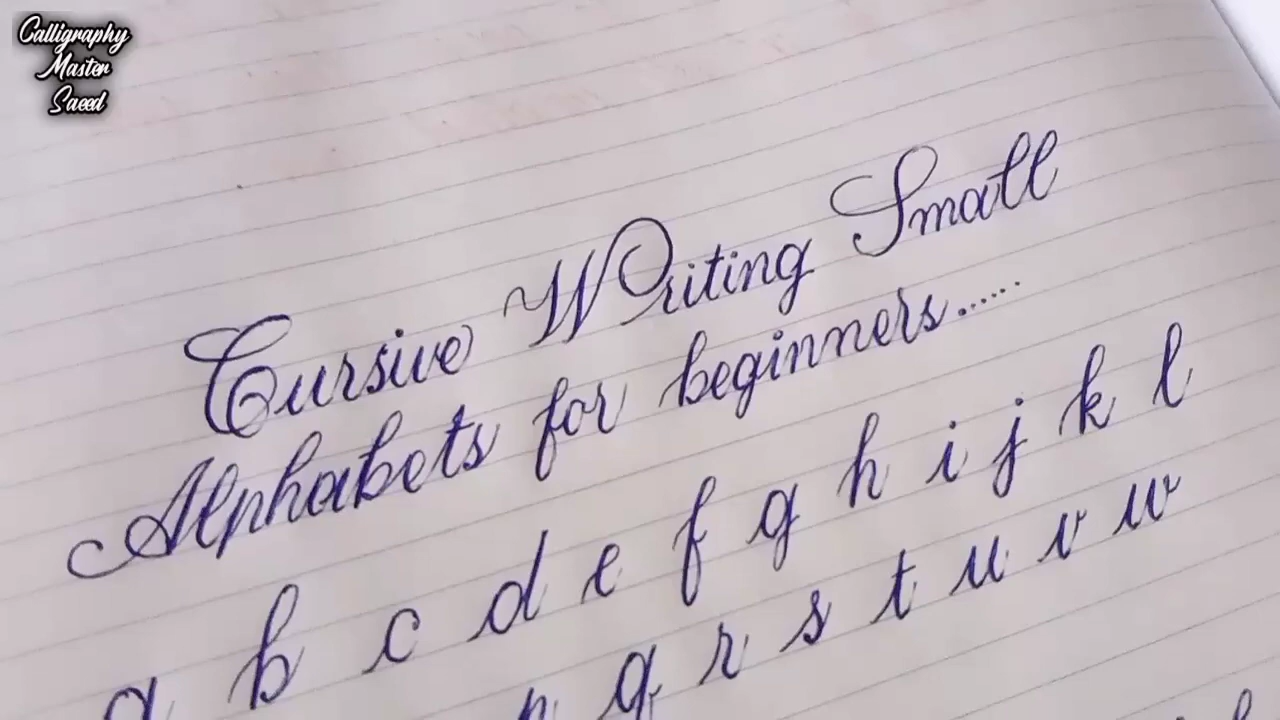 Calligraphy
Master
Saeed
Cursive Writing Small
Alphabets for beginners......
a b c d e f g h i j k l
p q r s t u v w